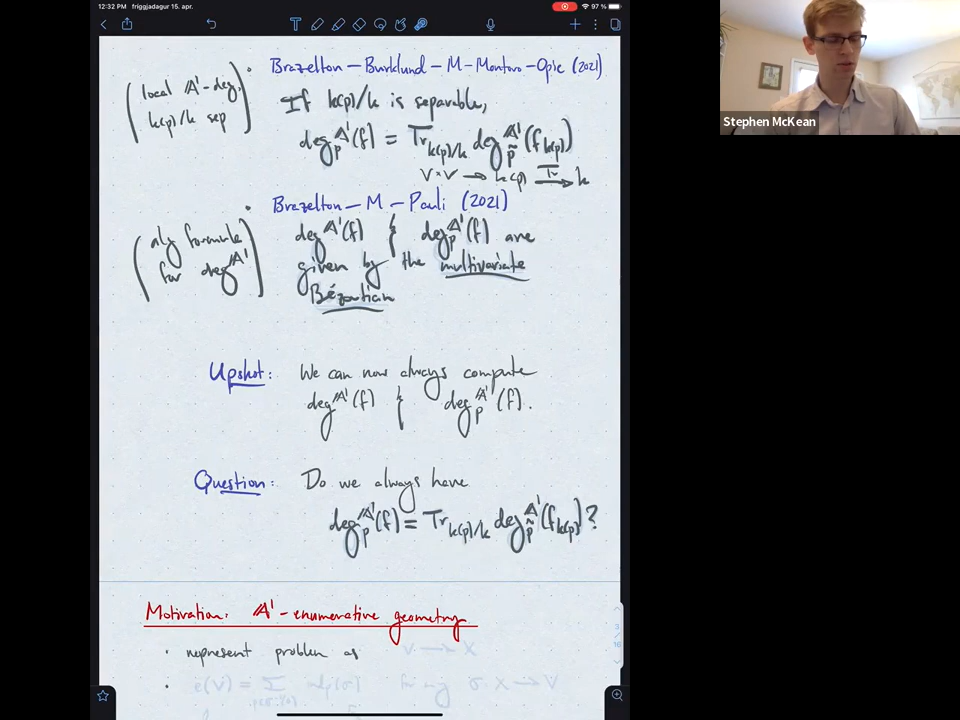 12:32 PM föstudagur 15. apr.
97 %
Brazelton – Burklund – M – Montoro – Opie (2021)
(local 𝔸¹-deg, k(p)/k sep)
If k(p)/k is separable,
deg_p^𝔸¹(f) = Tr_k(p)/k deg_p̃^𝔸¹(f_k(p))
V×V → k(p) →^Tr k
Brazelton – M – Pauli (2021)
(alg formula for deg^𝔸¹)
deg^𝔸¹(f) & deg_p^𝔸¹(f) are
given by the multivariate
Bézoutian
Upshot: We can now always compute
deg^𝔸¹(f) & deg_p^𝔸¹(f).
Question: Do we always have
deg_p^𝔸¹(f) = Tr_k(p)/k deg_p̃^𝔸¹(f_k(p))?
Motivation: 𝔸¹-enumerative geometry
· represent problem as V → X
· e(V) = Σ ind_p(σ) for any σ: X → V
Stephen McKean